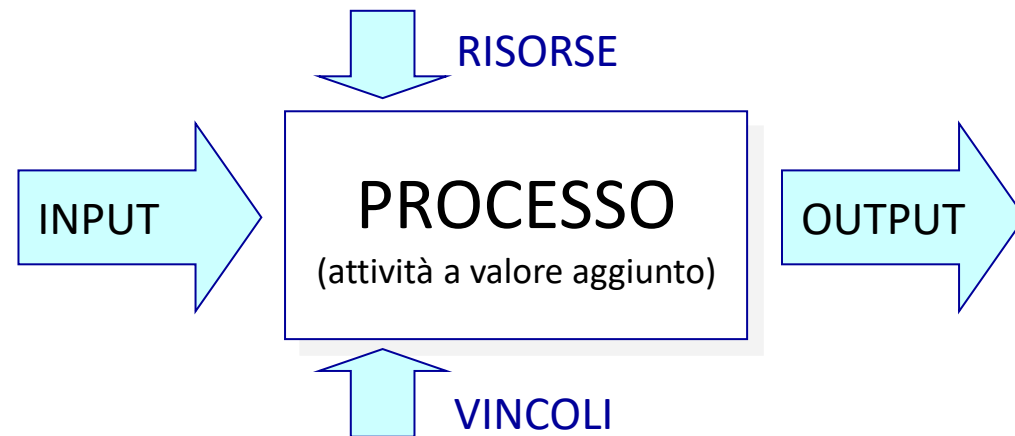 RISORSE
INPUT
PROCESSO
(attività a valore aggiunto)
OUTPUT
VINCOLI